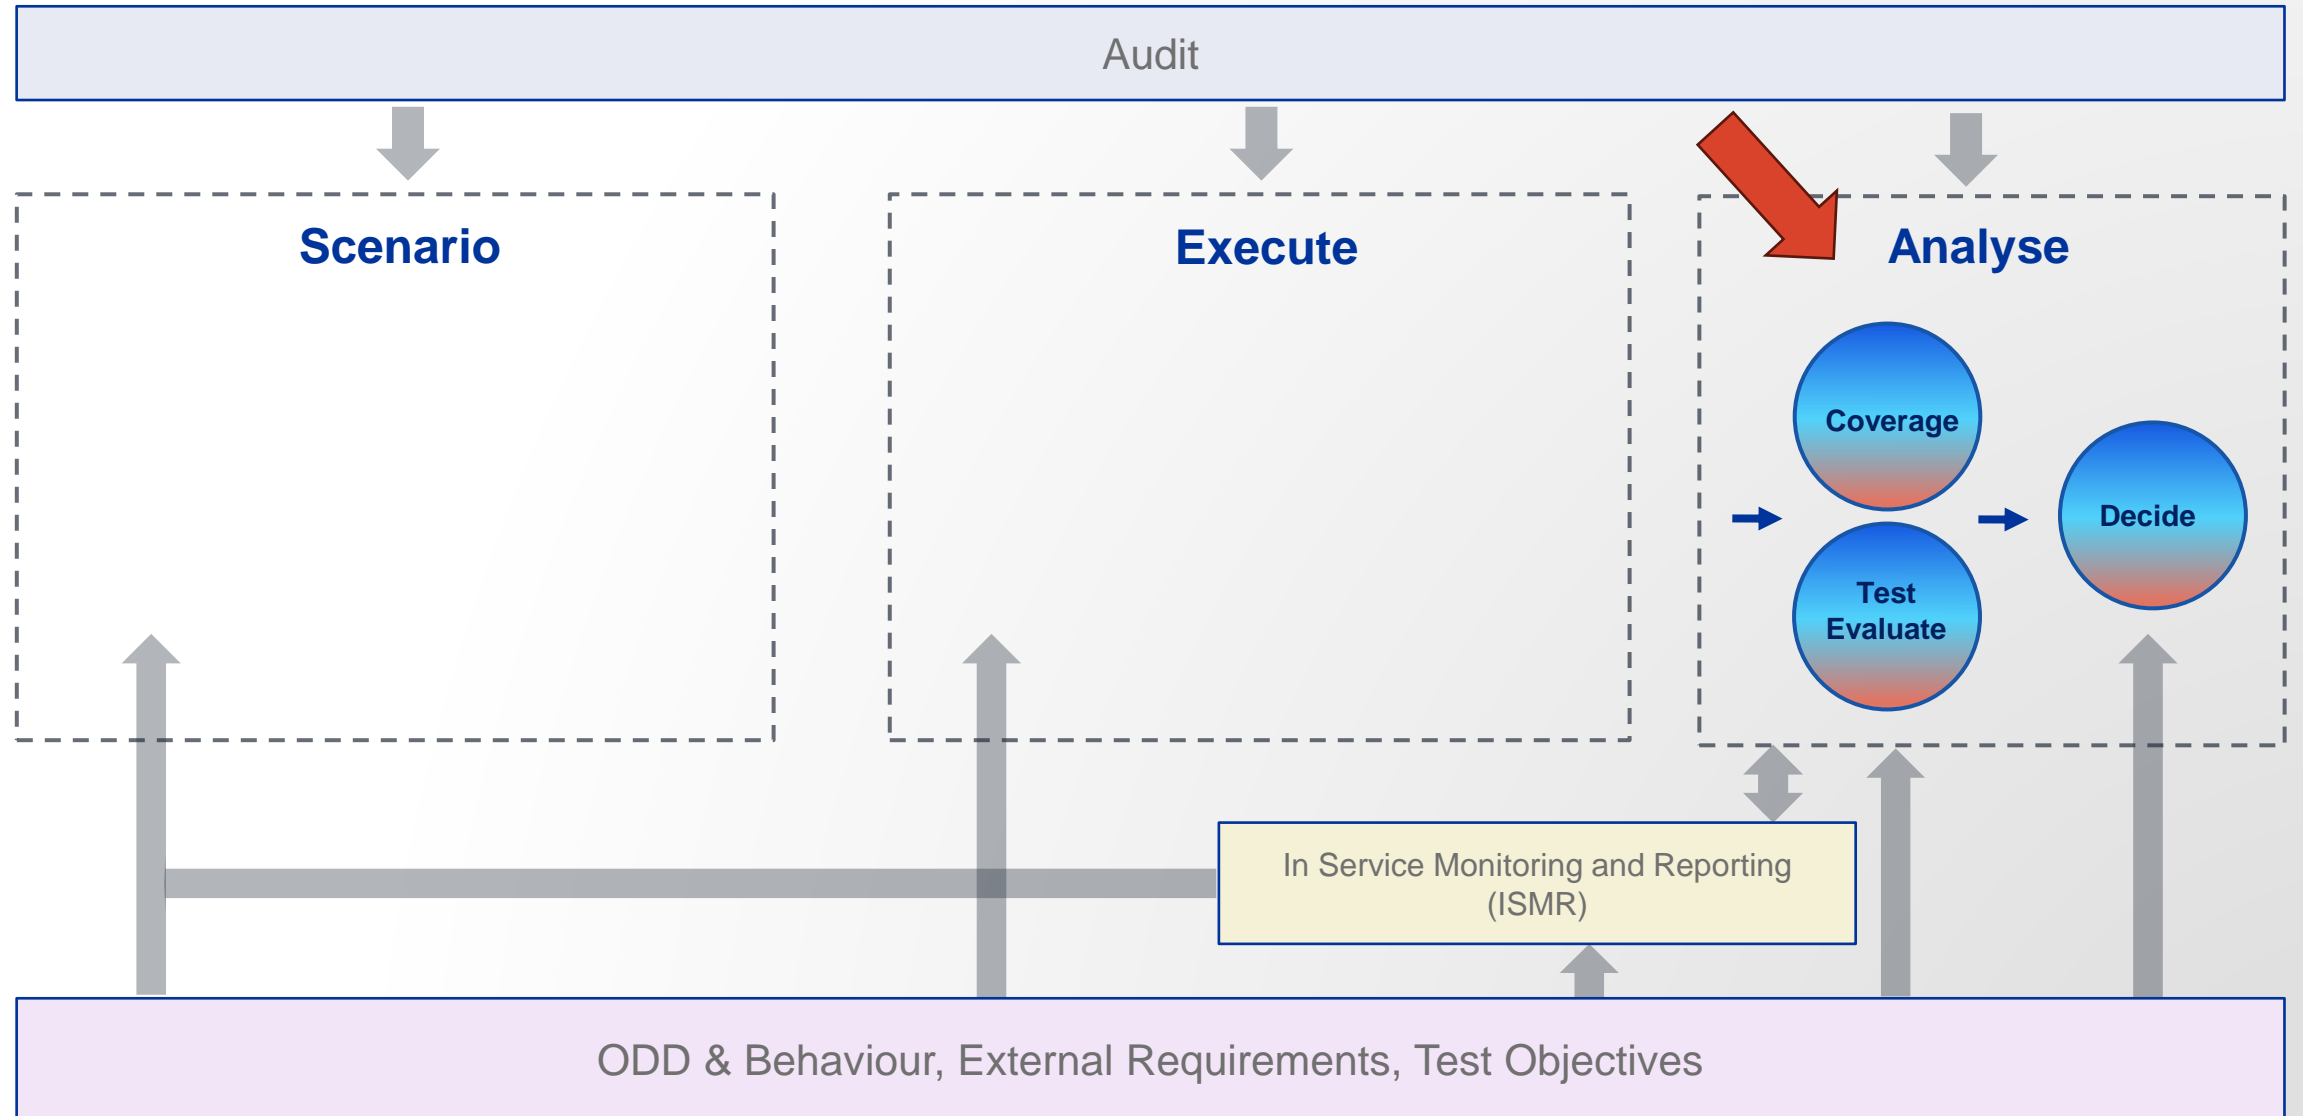 Audit
Scenario
Execute
Analyse
Coverage
Test
Evaluate
Decide
In Service Monitoring and Reporting
(ISMR)
ODD & Behaviour, External Requirements, Test Objectives